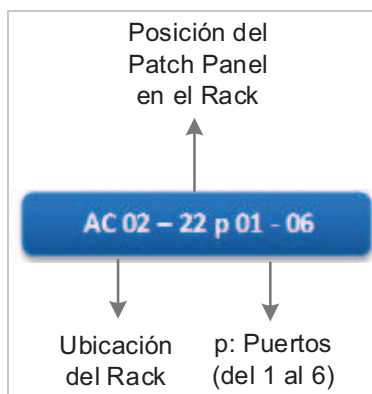 Posición del
Patch Panel
en el Rack
AC 02 – 22 p 01 - 06
Ubicación
del Rack
p: Puertos
(del 1 al 6)